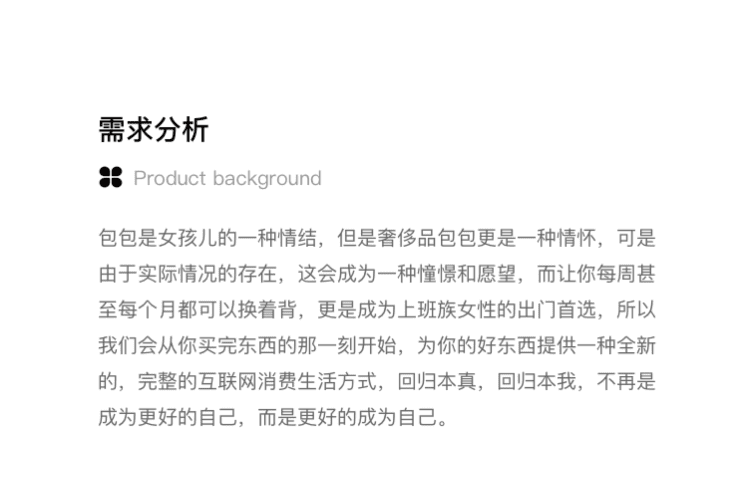 需求分析
Product background
包包是女孩儿的一种情结，但是奢侈品包包更是一种情怀，可是
由于实际情况的存在，这会成为一种憧憬和愿望，而让你每周甚
至每个月都可以换着背，更是成为上班族女性的出门首选，所以
我们会从你买完东西的那一刻开始，为你的好东西提供一种全新
的，完整的互联网消费生活方式，回归本真，回归本我，不再是
成为更好的自己，而是更好的成为自己。